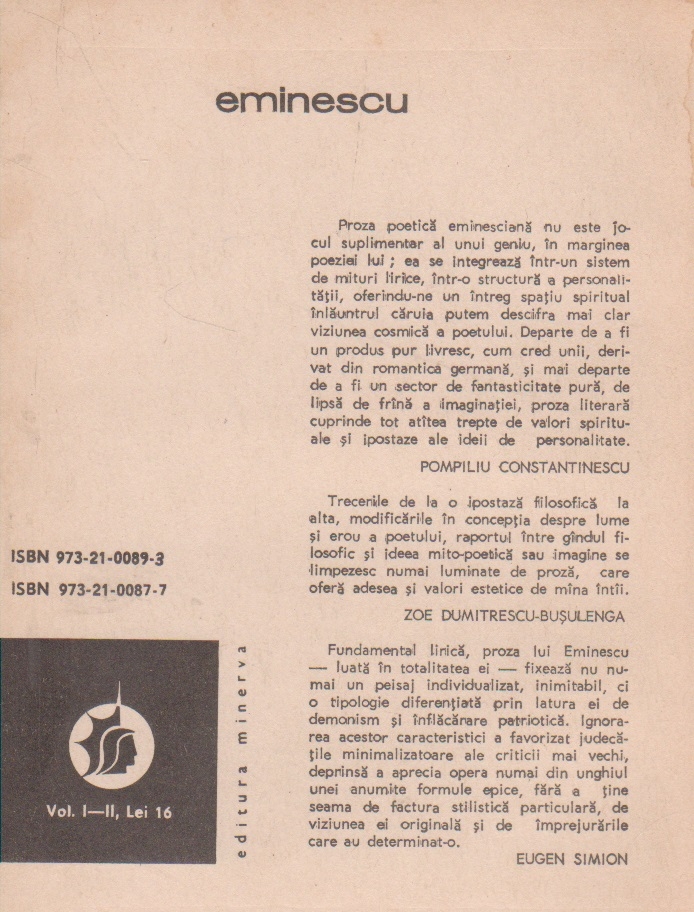 eminescu
Proza poetică eminesciană nu este jo-
cul suplimentar al unui geniu, în marginea
poeziei lui ; ea se integrează într-un sistem
de mituri lirice, într-o structură a personali-
tății, oferindu-ne un întreg spațiu spiritual
înlăuntrul căruia putem descifra mai clar
viziunea cosmică a poetului. Departe de a fi
un produs pur livresc, cum cred unii, deri-
vat din romantica germană, și mai departe
de a fi un sector de fantasticitate pură, de
lipsă de frînă a imaginației, proza literară
cuprinde tot atîtea trepte de valori spiritu-
ale și ipostaze ale ideii de personalitate.
POMPILIU CONSTANTINESCU
Trecerile de la o ipostază filosofică la
alta, modificările în concepția despre lume
și erou a poetului, raportul între gîndul fi-
losofic și ideea mito-poetică sau imagine se
limpezesc numai luminate de proză, care
oferă adesea și valori estetice de mîna întîi.
ZOE DUMITRESCU-BUȘULENGA
Fundamental lirică, proza lui Eminescu
— luată în totalitatea ei — fixează nu nu-
mai un peisaj individualizat, inimitabil, ci
o tipologie diferențiată prin latura ei de
demonism și înflăcărare patriotică. Ignora-
rea acestor caracteristici a favorizat judecă-
țile minimalizatoare ale criticii mai vechi,
deprinsă a aprecia opera numai din unghiul
unei anumite formule epice, fără a ține
seama de factura stilistică particulară, de
viziunea ei originală și de împrejurările
care au determinat-o.
EUGEN SIMION
ISBN 973-21-0089-3
ISBN 973-21-0087-7
Vol. I—II, Lei 16
editura minerva